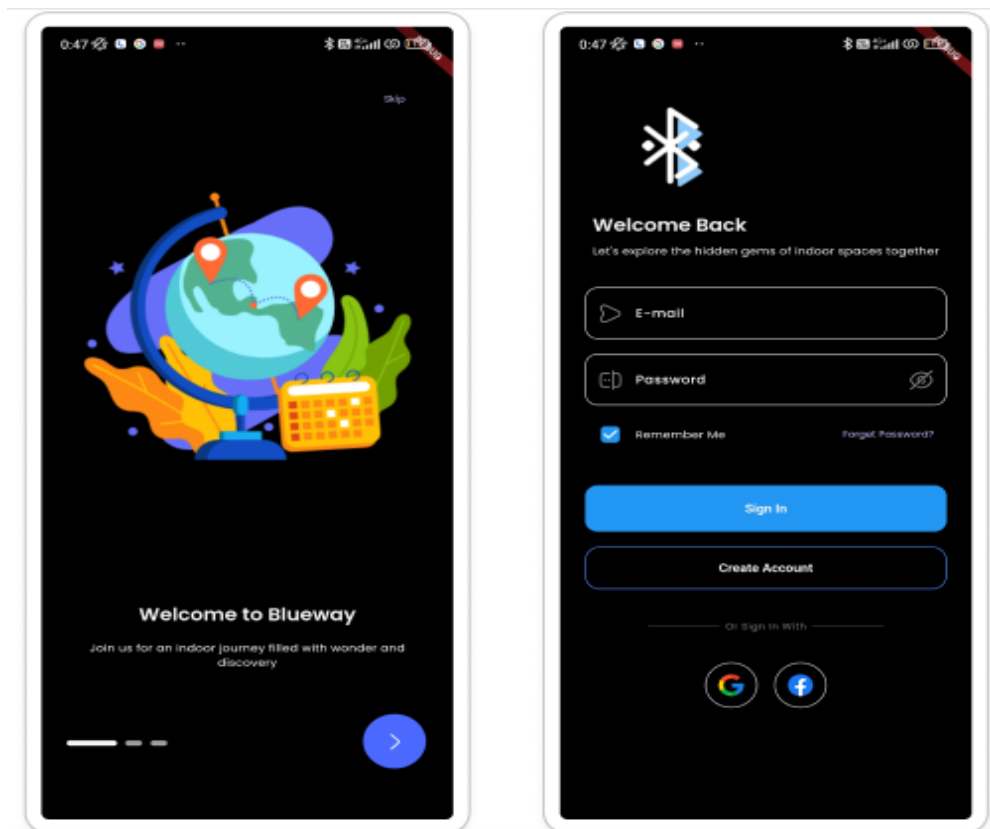 0:47
Skip
Welcome to Blueway
Join us for an indoor journey filled with wonder and
discovery
0:47
Welcome Back
Let's explore the hidden gems of indoor spaces together
E-mail
Password
Remember Me
Forget Password?
Sign In
Create Account
Or Sign In With